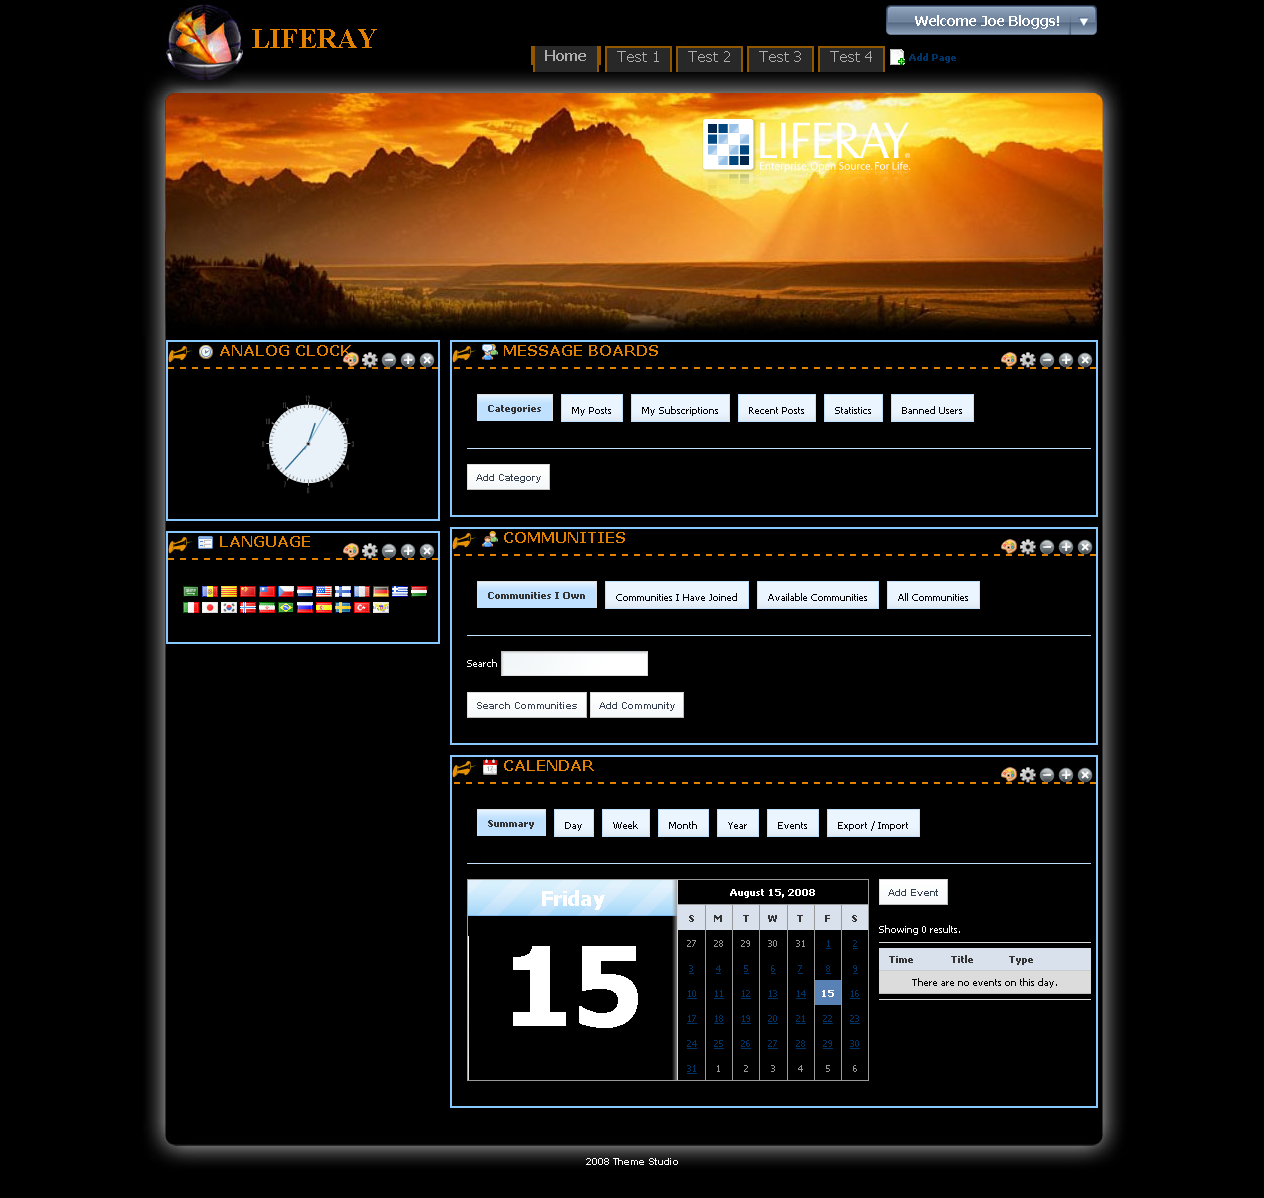 LIFERAY
Welcome Joe Bloggs!
Home Test 1 Test 2 Test 3 Test 4 Add Page
LIFERAY.
Enterprise. Open Source. For Life.
ANALOG CLOCK
LANGUAGE
MESSAGE BOARDS
Categories My Posts My Subscriptions Recent Posts Statistics Banned Users
Add Category
COMMUNITIES
Communities I Own Communities I Have Joined Available Communities All Communities
Search
Search Communities Add Community
CALENDAR
Summary Day Week Month Year Events Export / Import
Friday
15
August 15, 2008
S M T W T F S
27 28 29 30 31 1 2
3 4 5 6 7 8 9
10 11 12 13 14 15 16
17 18 19 20 21 22 23
24 25 26 27 28 29 30
31 1 2 3 4 5 6
Add Event
Showing 0 results.
Time Title Type
There are no events on this day.
2008 Theme Studio